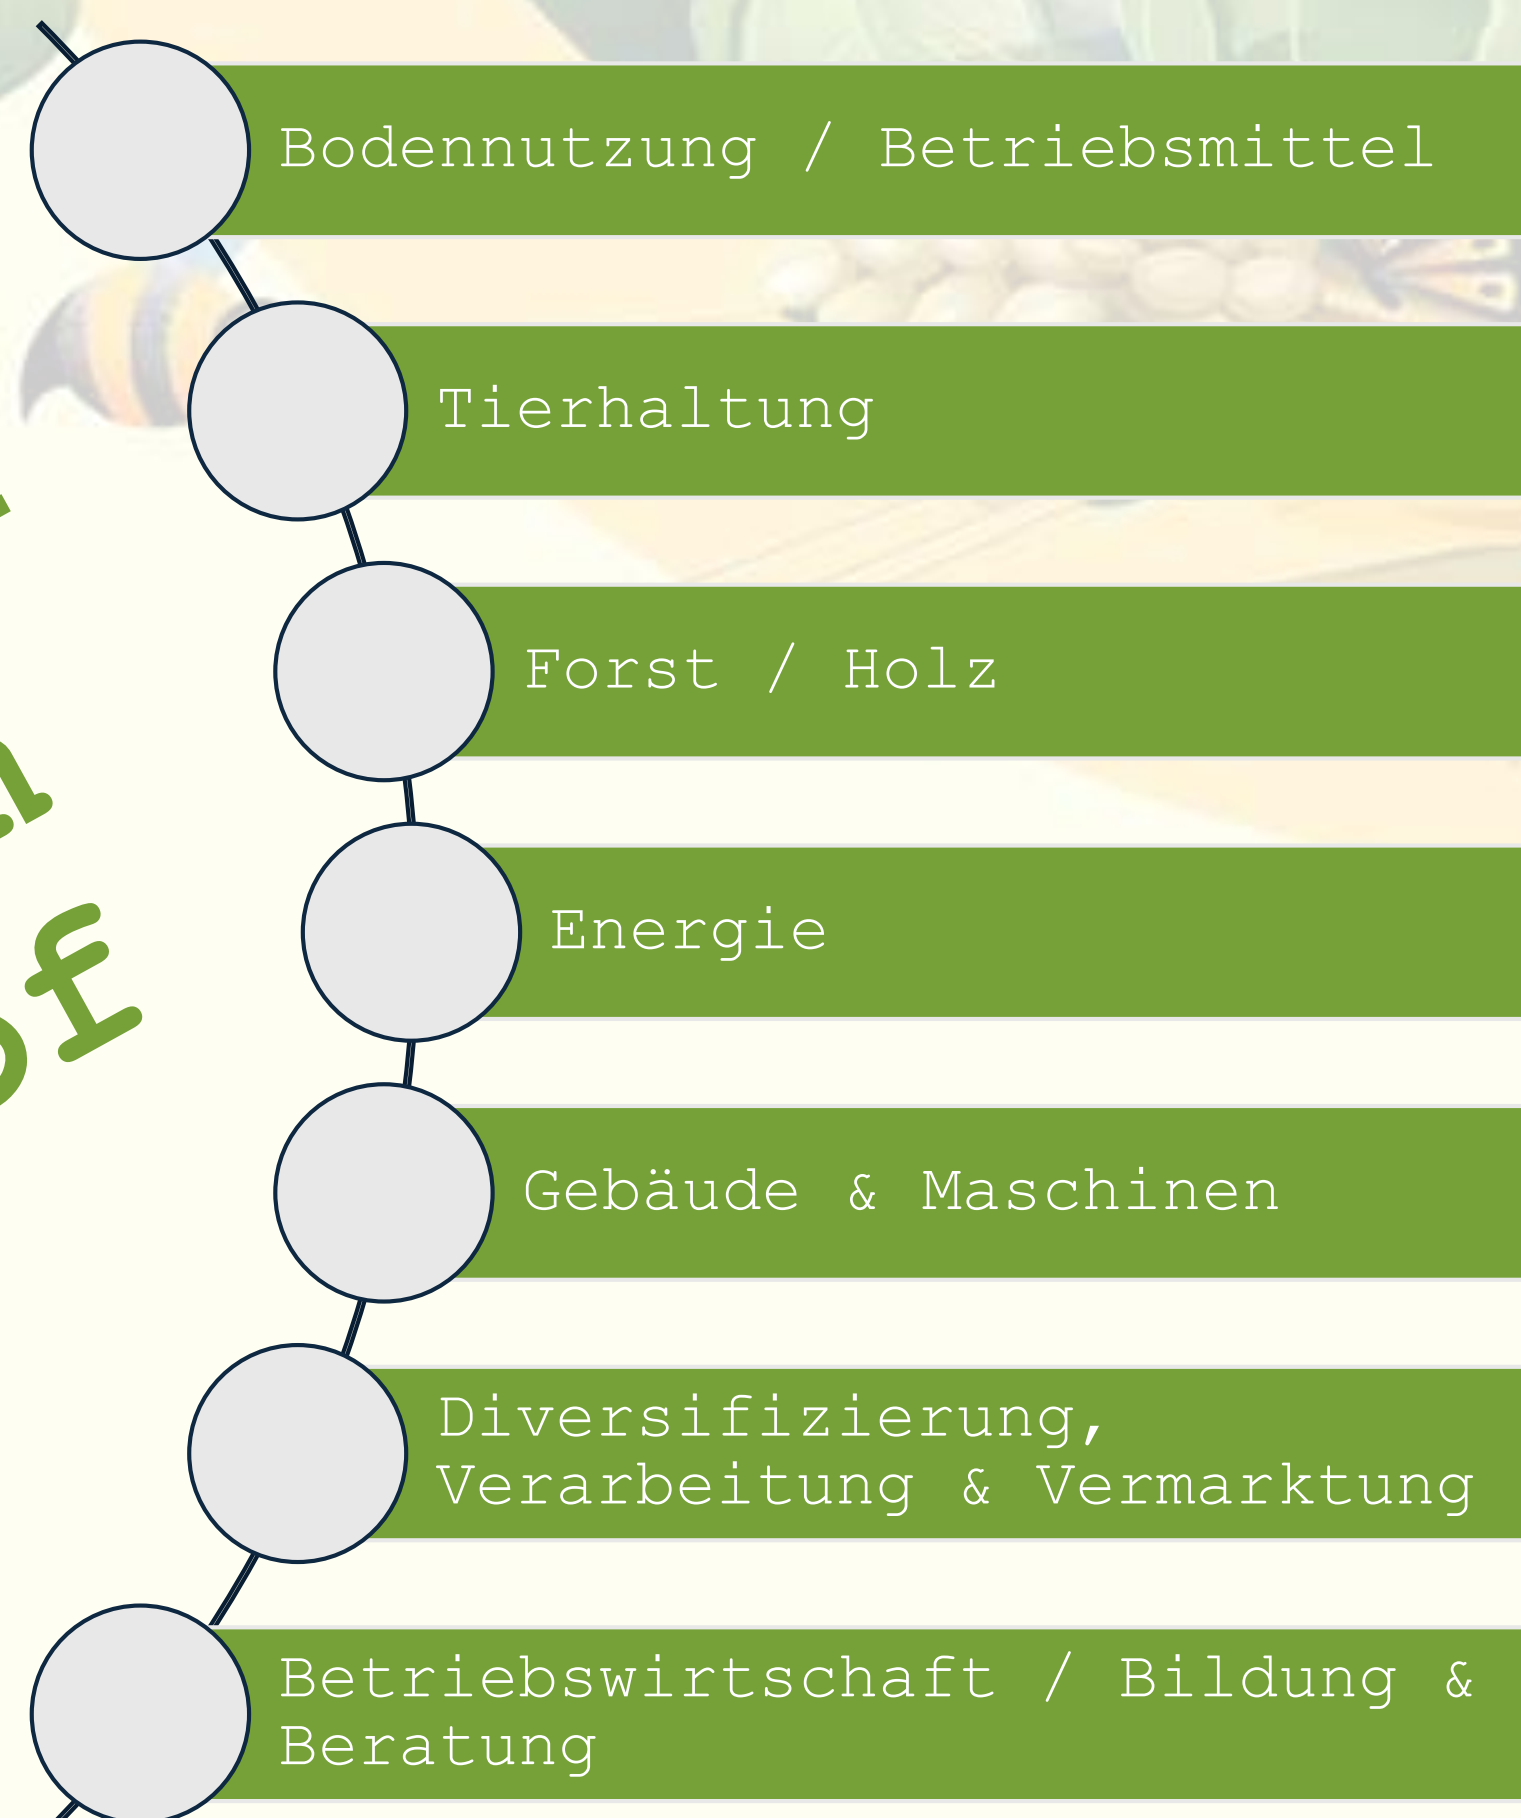 Bodennutzung / Betriebsmittel
Tierhaltung
Forst / Holz
Energie
Gebäude & Maschinen
Diversifizierung,
Verarbeitung & Vermarktung
Betriebswirtschaft / Bildung &
Beratung